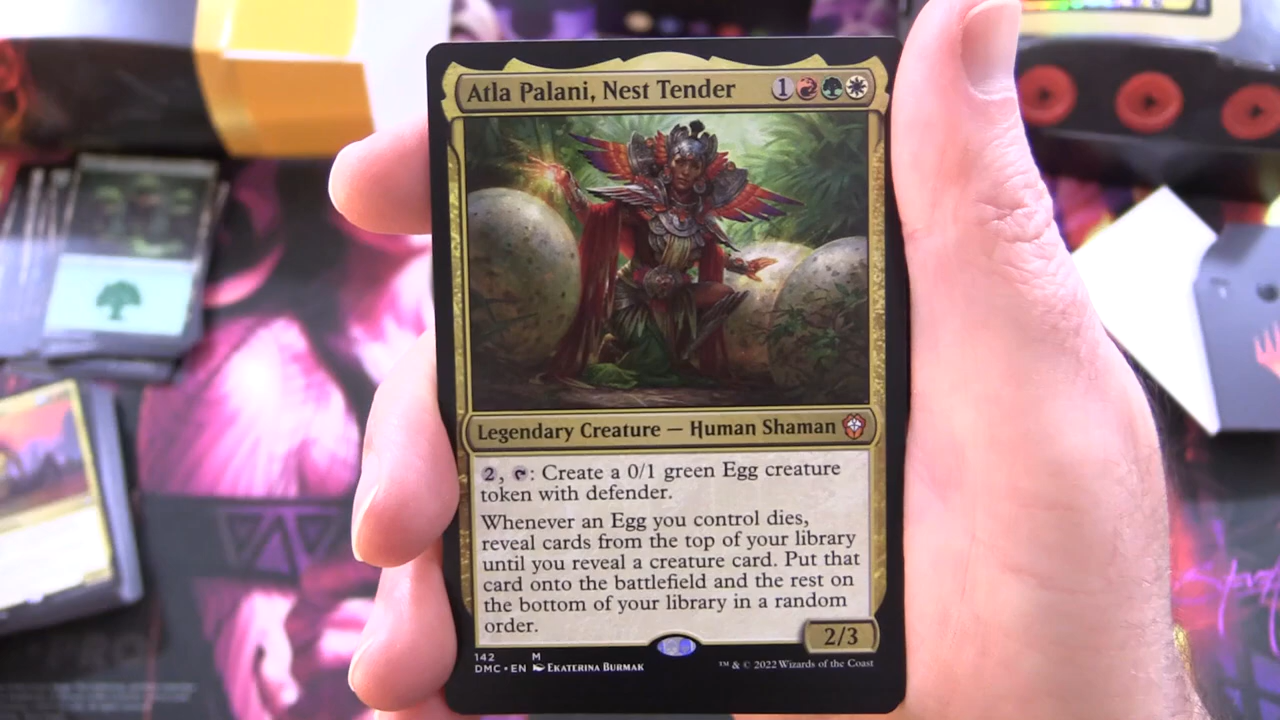 Atla Palani, Nest Tender 1
Legendary Creature — Human Shaman
2, : Create a 0/1 green Egg creature
token with defender.
Whenever an Egg you control dies,
reveal cards from the top of your library
until you reveal a creature card. Put that
card onto the battlefield and the rest on
the bottom of your library in a random
order.
2/3
142 M
DMC • EN EKATERINA BURMAK
™ & © 2022 Wizards of the Coast